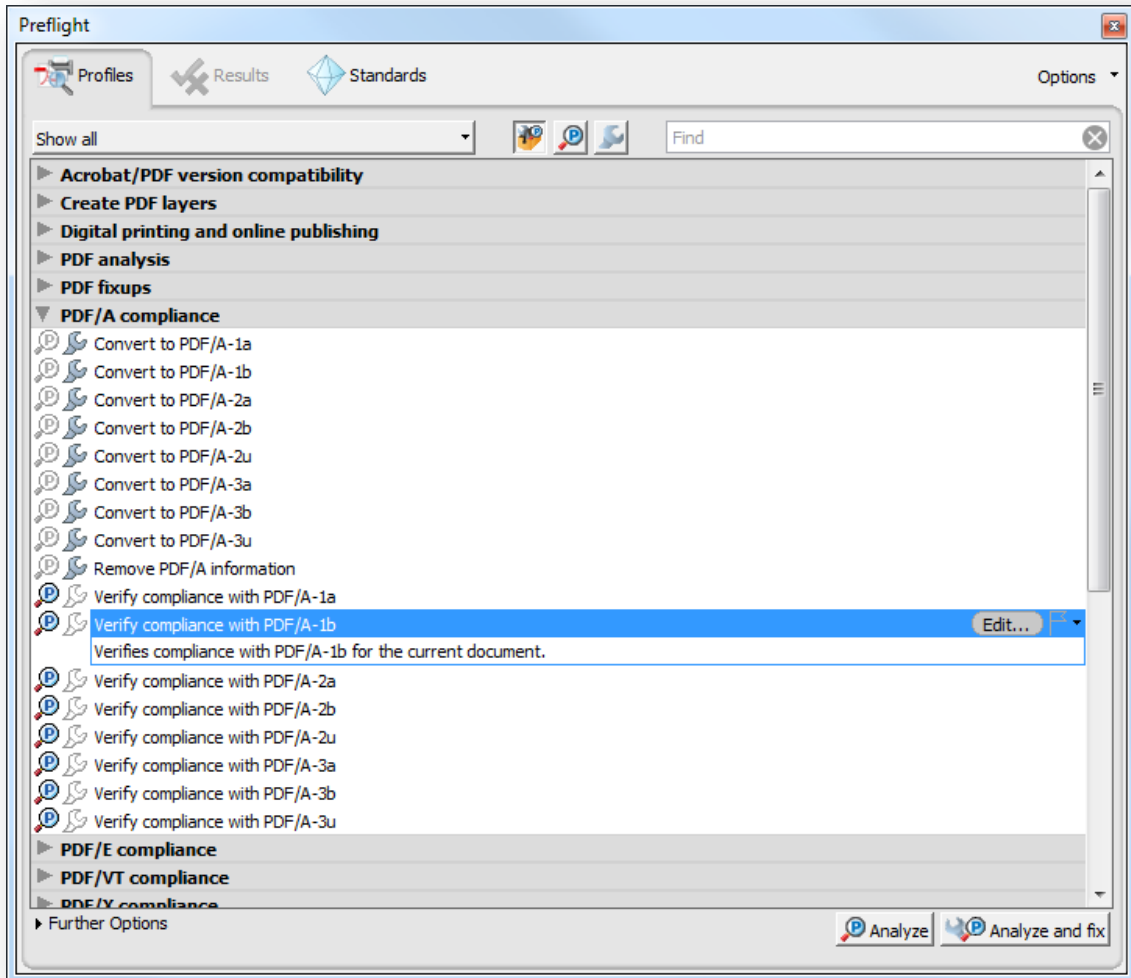 Preflight
Profiles Results Standards Options
Show all Find
Acrobat/PDF version compatibility
Create PDF layers
Digital printing and online publishing
PDF analysis
PDF fixups
PDF/A compliance
Convert to PDF/A-1a
Convert to PDF/A-1b
Convert to PDF/A-2a
Convert to PDF/A-2b
Convert to PDF/A-2u
Convert to PDF/A-3a
Convert to PDF/A-3b
Convert to PDF/A-3u
Remove PDF/A information
Verify compliance with PDF/A-1a
Verify compliance with PDF/A-1b Edit...
Verifies compliance with PDF/A-1b for the current document.
Verify compliance with PDF/A-2a
Verify compliance with PDF/A-2b
Verify compliance with PDF/A-2u
Verify compliance with PDF/A-3a
Verify compliance with PDF/A-3b
Verify compliance with PDF/A-3u
PDF/E compliance
PDF/VT compliance
PDF/X compliance
Further Options Analyze Analyze and fix